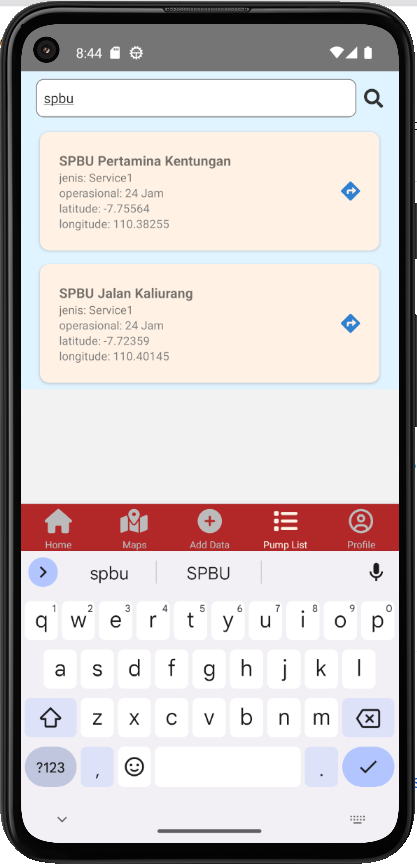 8:44
spbu
SPBU Pertamina Kentungan
jenis: Service1
operasional: 24 Jam
latitude: -7.75564
longitude: 110.38255
SPBU Jalan Kaliurang
jenis: Service1
operasional: 24 Jam
latitude: -7.72359
longitude: 110.40145
Home Maps Add Data Pump List Profile
spbu SPBU
1 2 3 4 5 6 7 8 9 0
q w e r t y u i o p
a s d f g h j k l
z x c v b n m
?123 , .